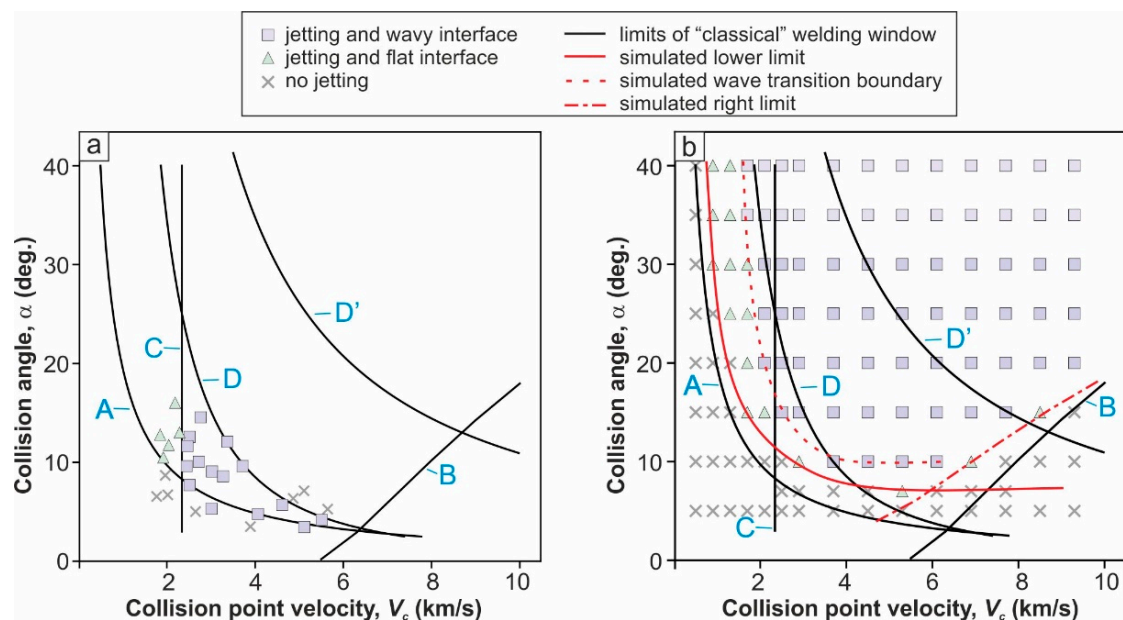 jetting and wavy interface
jetting and flat interface
no jetting
limits of “classical” welding window
simulated lower limit
simulated wave transition boundary
simulated right limit
a
40
30
20
10
0
2
4
6
8
10
Collision angle, α (deg.)
Collision point velocity, Vc (km/s)
A
C
D
D’
B
b
40
30
20
10
0
2
4
6
8
10
Collision angle, α (deg.)
Collision point velocity, Vc (km/s)
A
C
D
D’
B